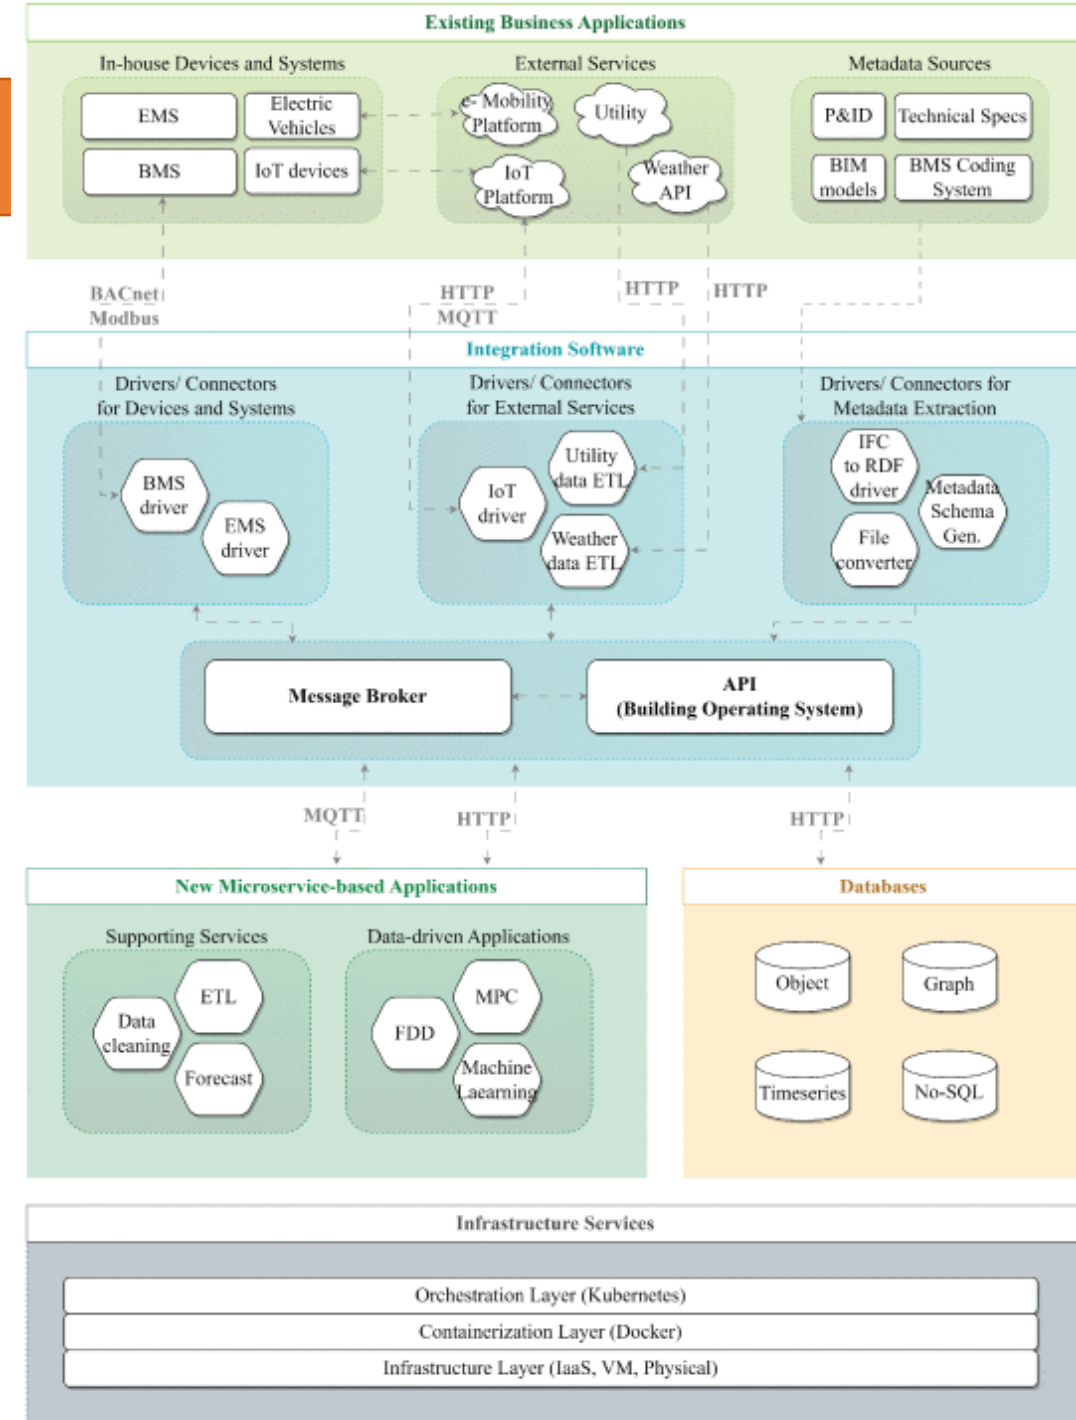 Existing Business Applications
In-house Devices and Systems
EMS
Electric
Vehicles
BMS
IoT devices
External Services
e- Mobility
Platform
Utility
IoT
Platform
Weather
API
Metadata Sources
P&ID
Technical Specs
BIM
models
BMS Coding
System
BACnet
Modbus
HTTP
MQTT
HTTP
HTTP
Integration Software
Drivers/ Connectors
for Devices and Systems
BMS
driver
EMS
driver
Drivers/ Connectors
for External Services
Utility
data ETL
IoT
driver
Weather
data ETL
Drivers/ Connectors for
Metadata Extraction
IFC
to RDF
driver
Metadata
Schema
Gen.
File
converter
Message Broker
API
(Building Operating System)
MQTT
HTTP
HTTP
New Microservice-based Applications
Supporting Services
ETL
Data
cleaning
Forecast
Data-driven Applications
MPC
FDD
Machine
Laearning
Databases
Object
Graph
Timeseries
No-SQL
Infrastructure Services
Orchestration Layer (Kubernetes)
Containerization Layer (Docker)
Infrastructure Layer (IaaS, VM, Physical)